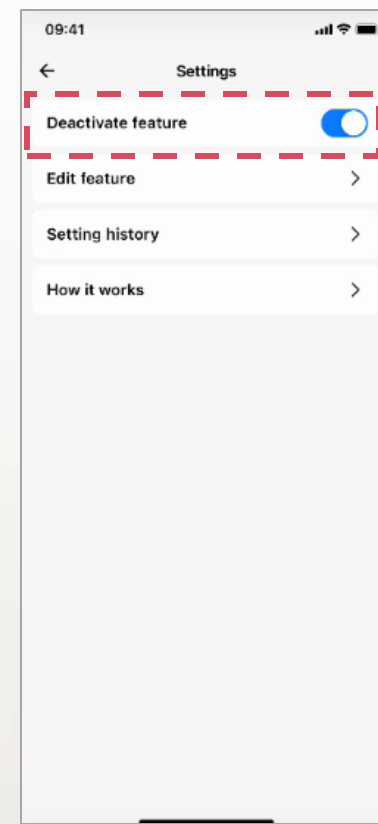 09:41
Settings
Deactivate feature
Edit feature
Setting history
How it works